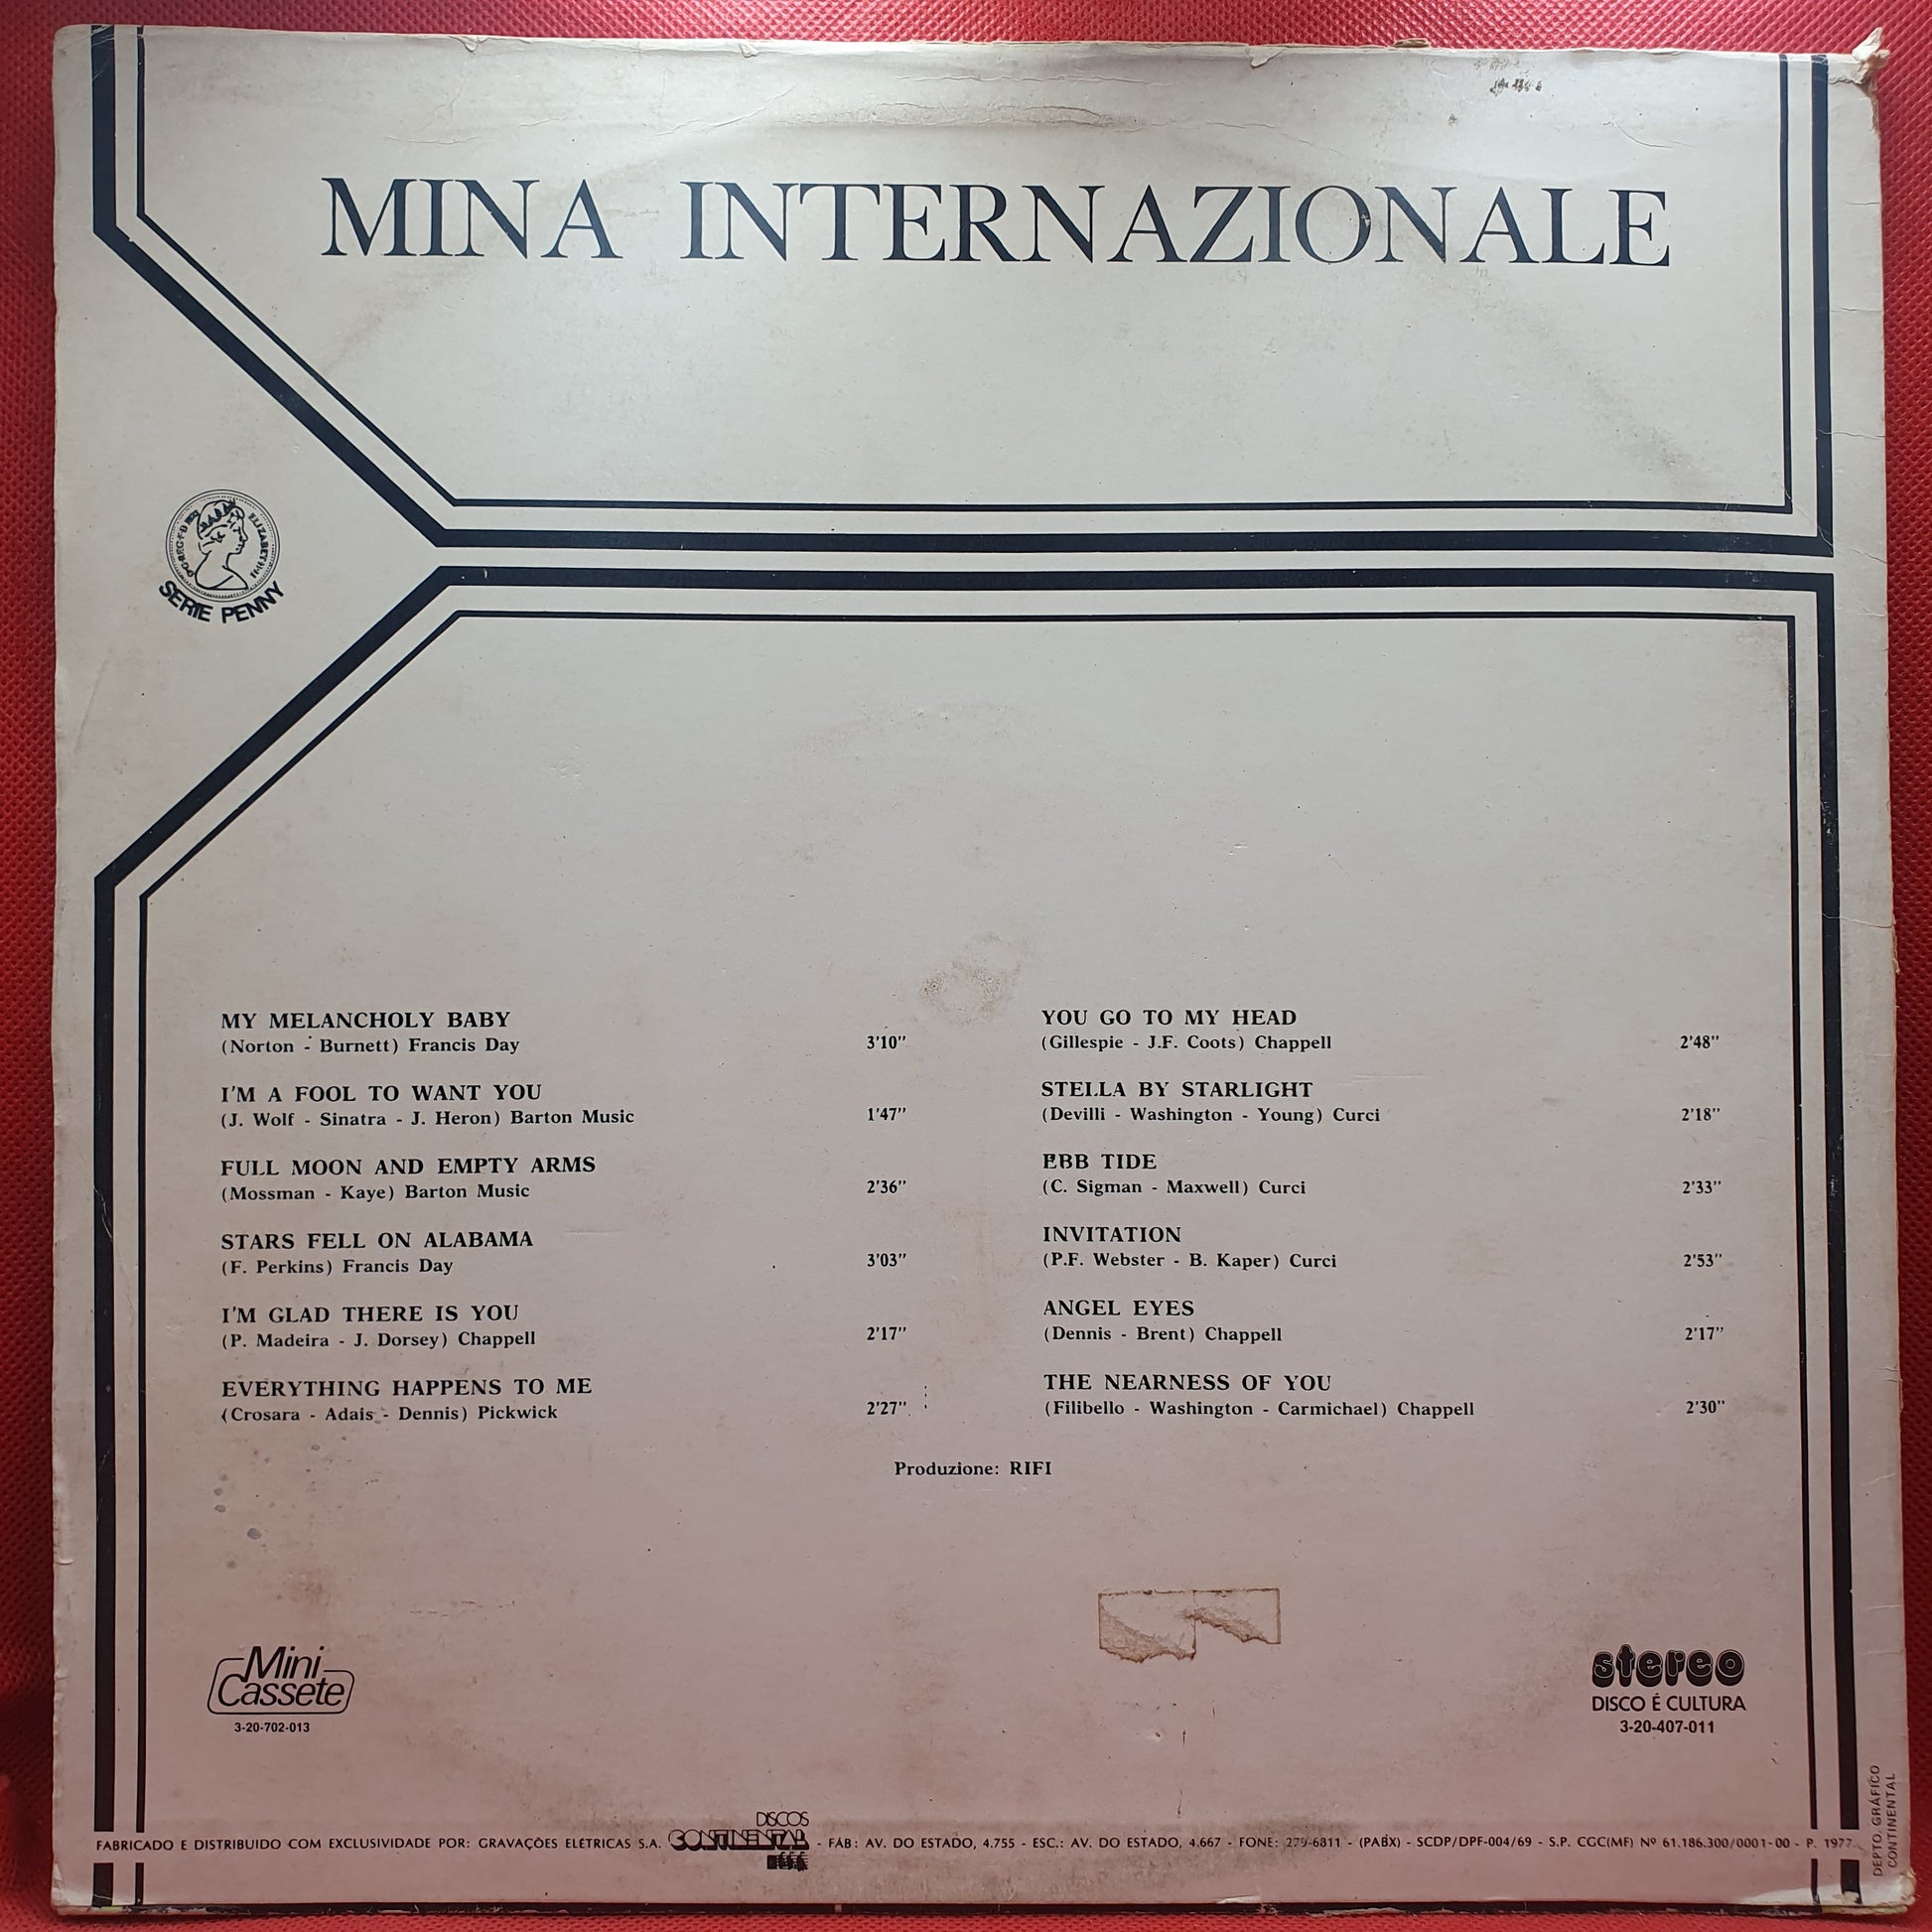 MINA INTERNAZIONALE
SERIE PENNY
MY MELANCHOLY BABY
(Norton - Burnett) Francis Day 3'10"
I'M A FOOL TO WANT YOU
(J. Wolf - Sinatra - J. Heron) Barton Music 1'47"
FULL MOON AND EMPTY ARMS
(Mossman - Kaye) Barton Music 2'36"
STARS FELL ON ALABAMA
(F. Perkins) Francis Day 3'03"
I'M GLAD THERE IS YOU
(P. Madeira - J. Dorsey) Chappell 2'17"
EVERYTHING HAPPENS TO ME
(Crosara - Adais - Dennis) Pickwick 2'27"
YOU GO TO MY HEAD
(Gillespie - J.F. Coots) Chappell 2'48"
STELLA BY STARLIGHT
(Devilli - Washington - Young) Curci 2'18"
EBB TIDE
(C. Sigman - Maxwell) Curci 2'33"
INVITATION
(P.F. Webster - B. Kaper) Curci 2'53"
ANGEL EYES
(Dennis - Brent) Chappell 2'17"
THE NEARNESS OF YOU
(Filibello - Washington - Carmichael) Chappell 2'30"
Produzione: RIFI
Mini
Cassete
3-20-702-013
stereo
DISCO É CULTURA
3-20-407-011
FABRICADO E DISTRIBUIDO COM EXCLUSIVIDADE POR: GRAVAÇÕES ELÉTRICAS S.A. DISCOS CONTINENTAL - FÁB: AV. DO ESTADO, 4.755 - ESC.: AV. DO ESTADO, 4.667 - FONE: 279-6811 - (PABX) - SCDP/DPF-004/69 - S.P. CGC(MF) Nº 61.186.300/0001-00 - P. 1977.
DEPTO. GRÁFICO
CONTINENTAL